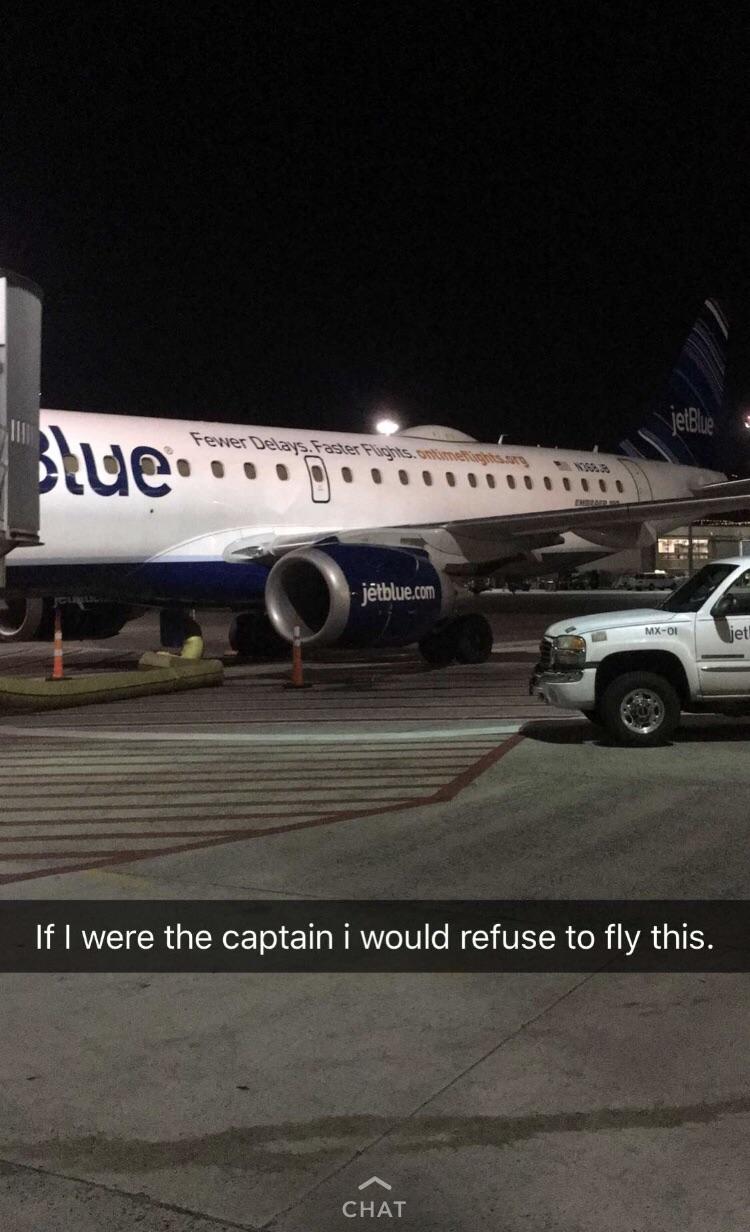 Blue
Fewer Delays. Faster Flights. ontimeflights.org
N368JB
jetBlue
jetblue.com
MX-01
jet
If I were the captain i would refuse to fly this.
CHAT